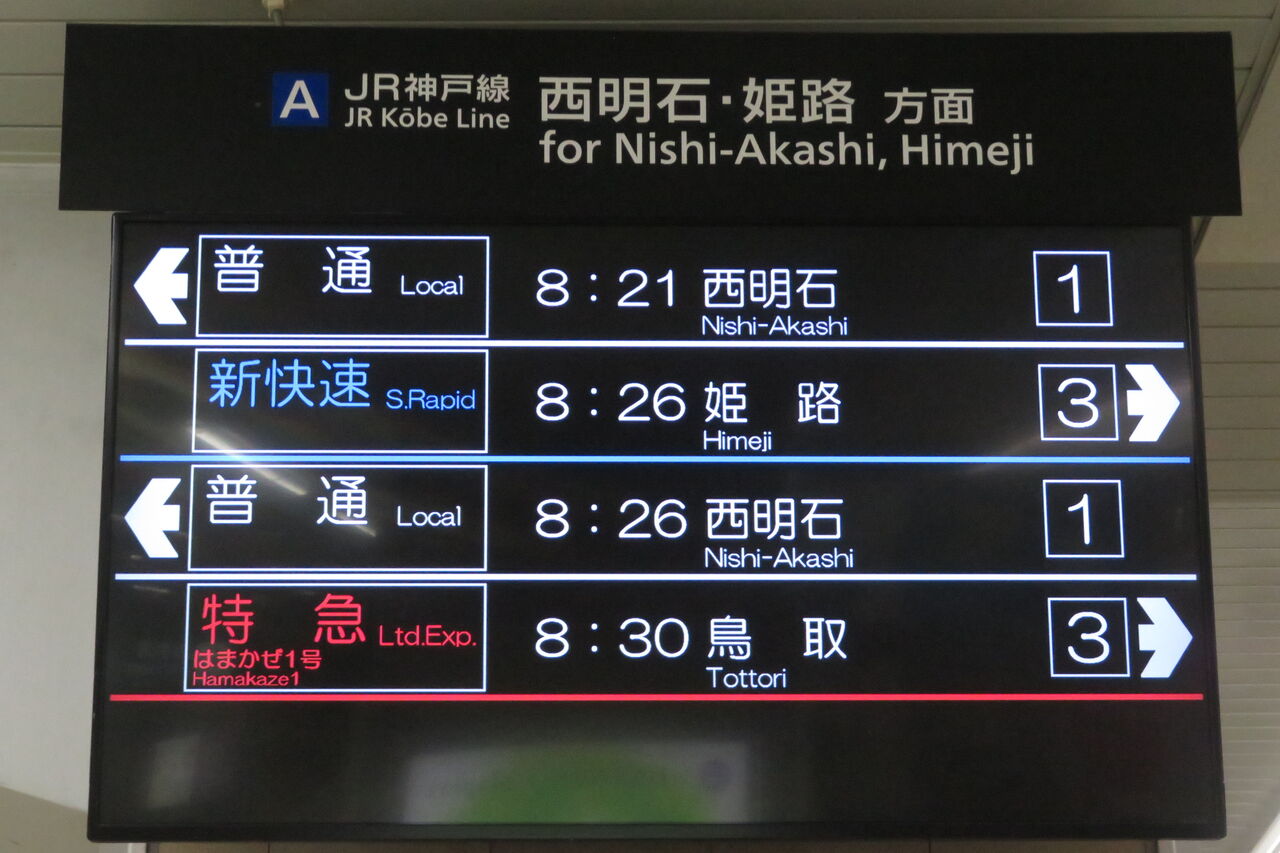 A JR神戸線 西明石・姫路 方面
JR Kōbe Line for Nishi-Akashi, Himeji
普通 Local 8:21 西明石 1
Nishi-Akashi
新快速 S.Rapid 8:26 姫路 3
Himeji
普通 Local 8:26 西明石 1
Nishi-Akashi
特急 Ltd.Exp. 8:30 鳥取 3
はまかぜ1号
Hamakaze1 Tottori